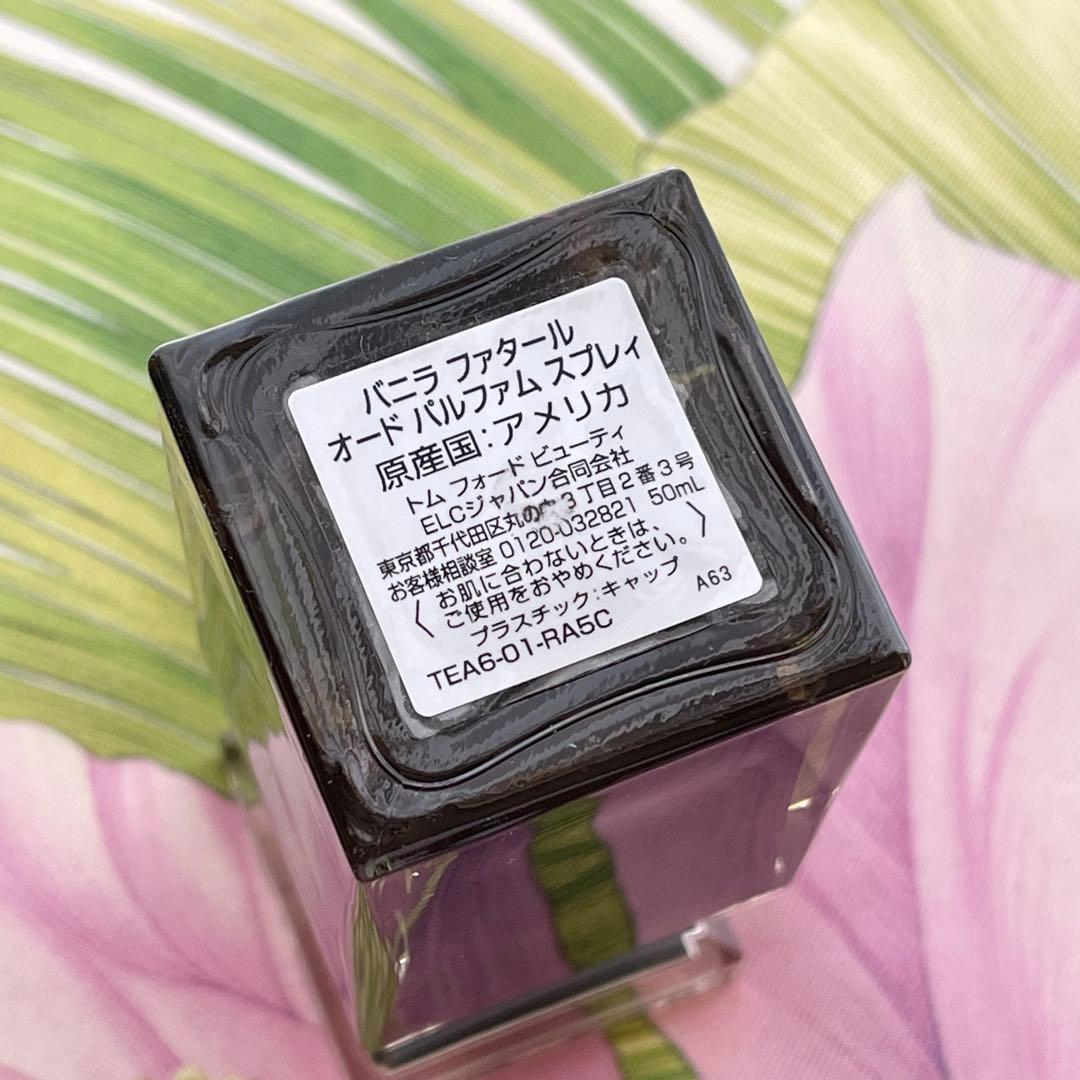 バニラ ファタール
オード パルファム スプレィ
原産国：アメリカ
トム フォード ビューティ
ELCジャパン合同会社
東京都千代田区丸の 3丁目2番3号
お客様相談室 0120-032821 50mL
〈 お肌に合わないときは、
ご使用をおやめください。 〉
プラスチック：キャップ
A63
TEA6-01-RA5C